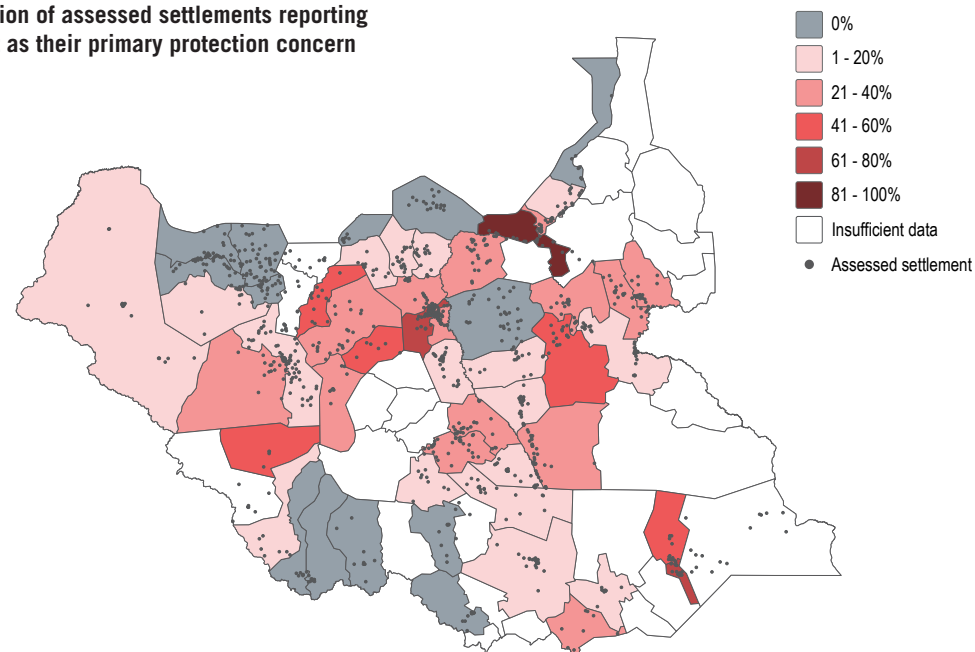 of assessed settlements reporting
as their primary protection concern
0%
1 - 20%
21 - 40%
41 - 60%
61 - 80%
81 - 100%
Insufficient data
Assessed settlement